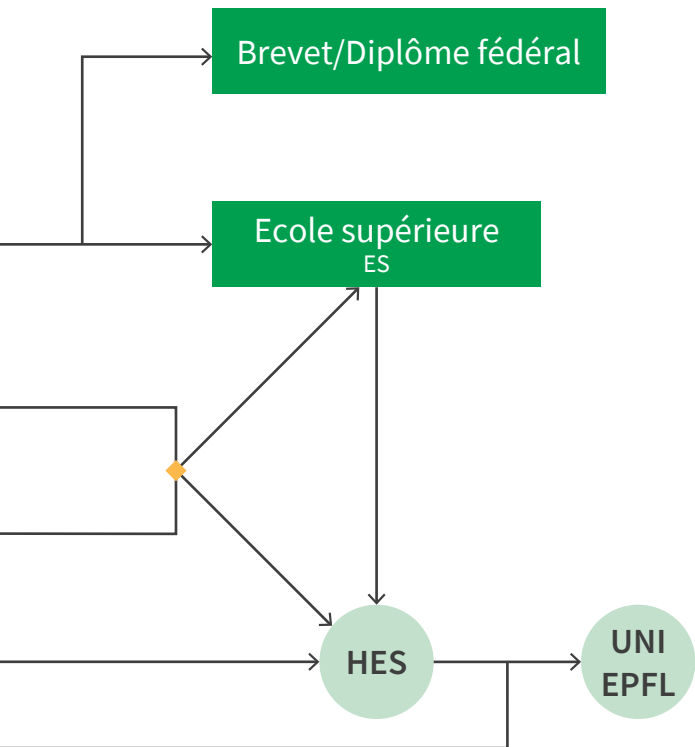 Brevet/Diplôme fédéral
Ecole supérieure
ES
HES
UNI
EPFL